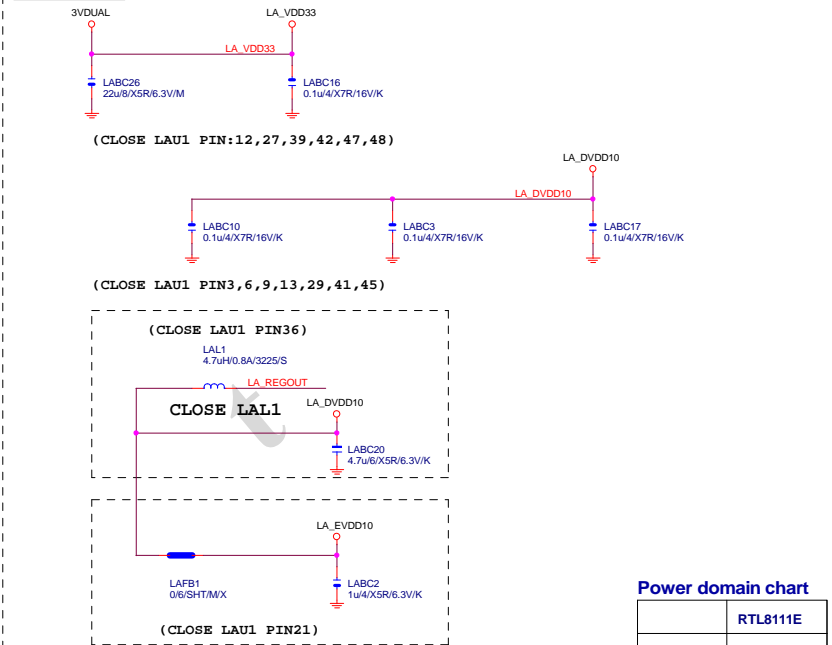 3VDUAL
LA_VDD33
LA_VDD33
LABC26
22u/8/X5R/6.3V/M
LABC16
0.1u/4/X7R/16V/K
(CLOSE LAU1 PIN:12,27,39,42,47,48)
LA_DVDD10
LA_DVDD10
LABC10
0.1u/4/X7R/16V/K
LABC3
0.1u/4/X7R/16V/K
LABC17
0.1u/4/X7R/16V/K
(CLOSE LAU1 PIN3,6,9,13,29,41,45)
(CLOSE LAU1 PIN36)
LAL1
4.7uH/0.8A/3225/S
LA_REGOUT
CLOSE LAL1
LA_DVDD10
t
LABC20
4.7u/6/X5R/6.3V/K
LA_EVDD10
LAFB1
0/6/SHT/M/X
LABC2
1u/4/X5R/6.3V/K
(CLOSE LAU1 PIN21)
Power domain chart
RTL8111E